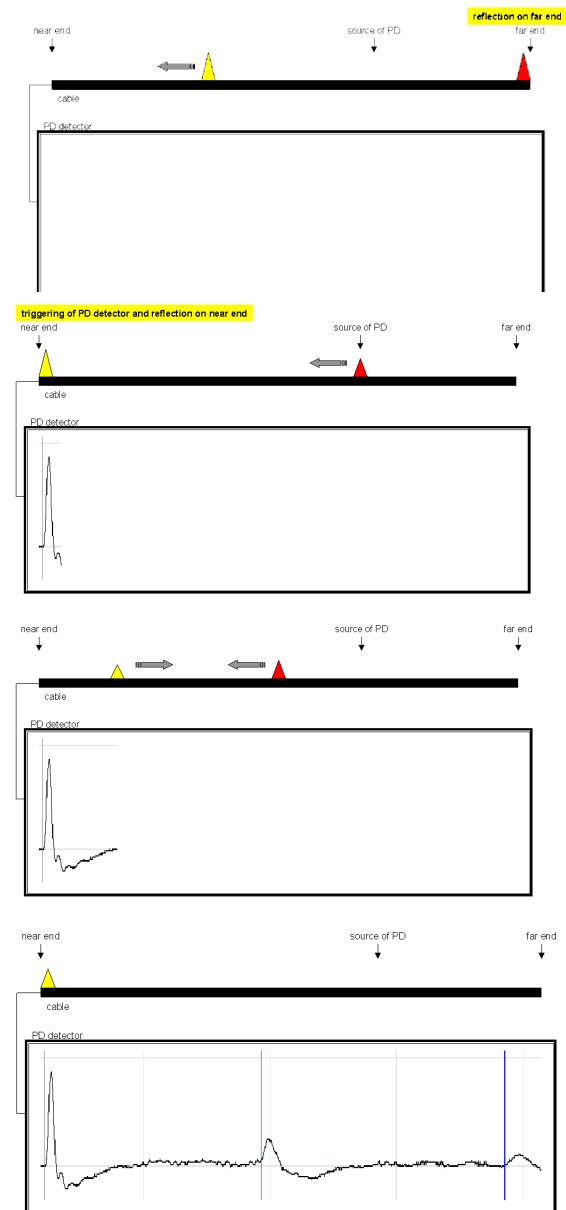 reflection on far end
near end source of PD far end
cable
PD detector
triggering of PD detector and reflection on near end
near end source of PD far end
cable
PD detector
near end source of PD far end
cable
PD detector
near end source of PD far end
cable
PD detector